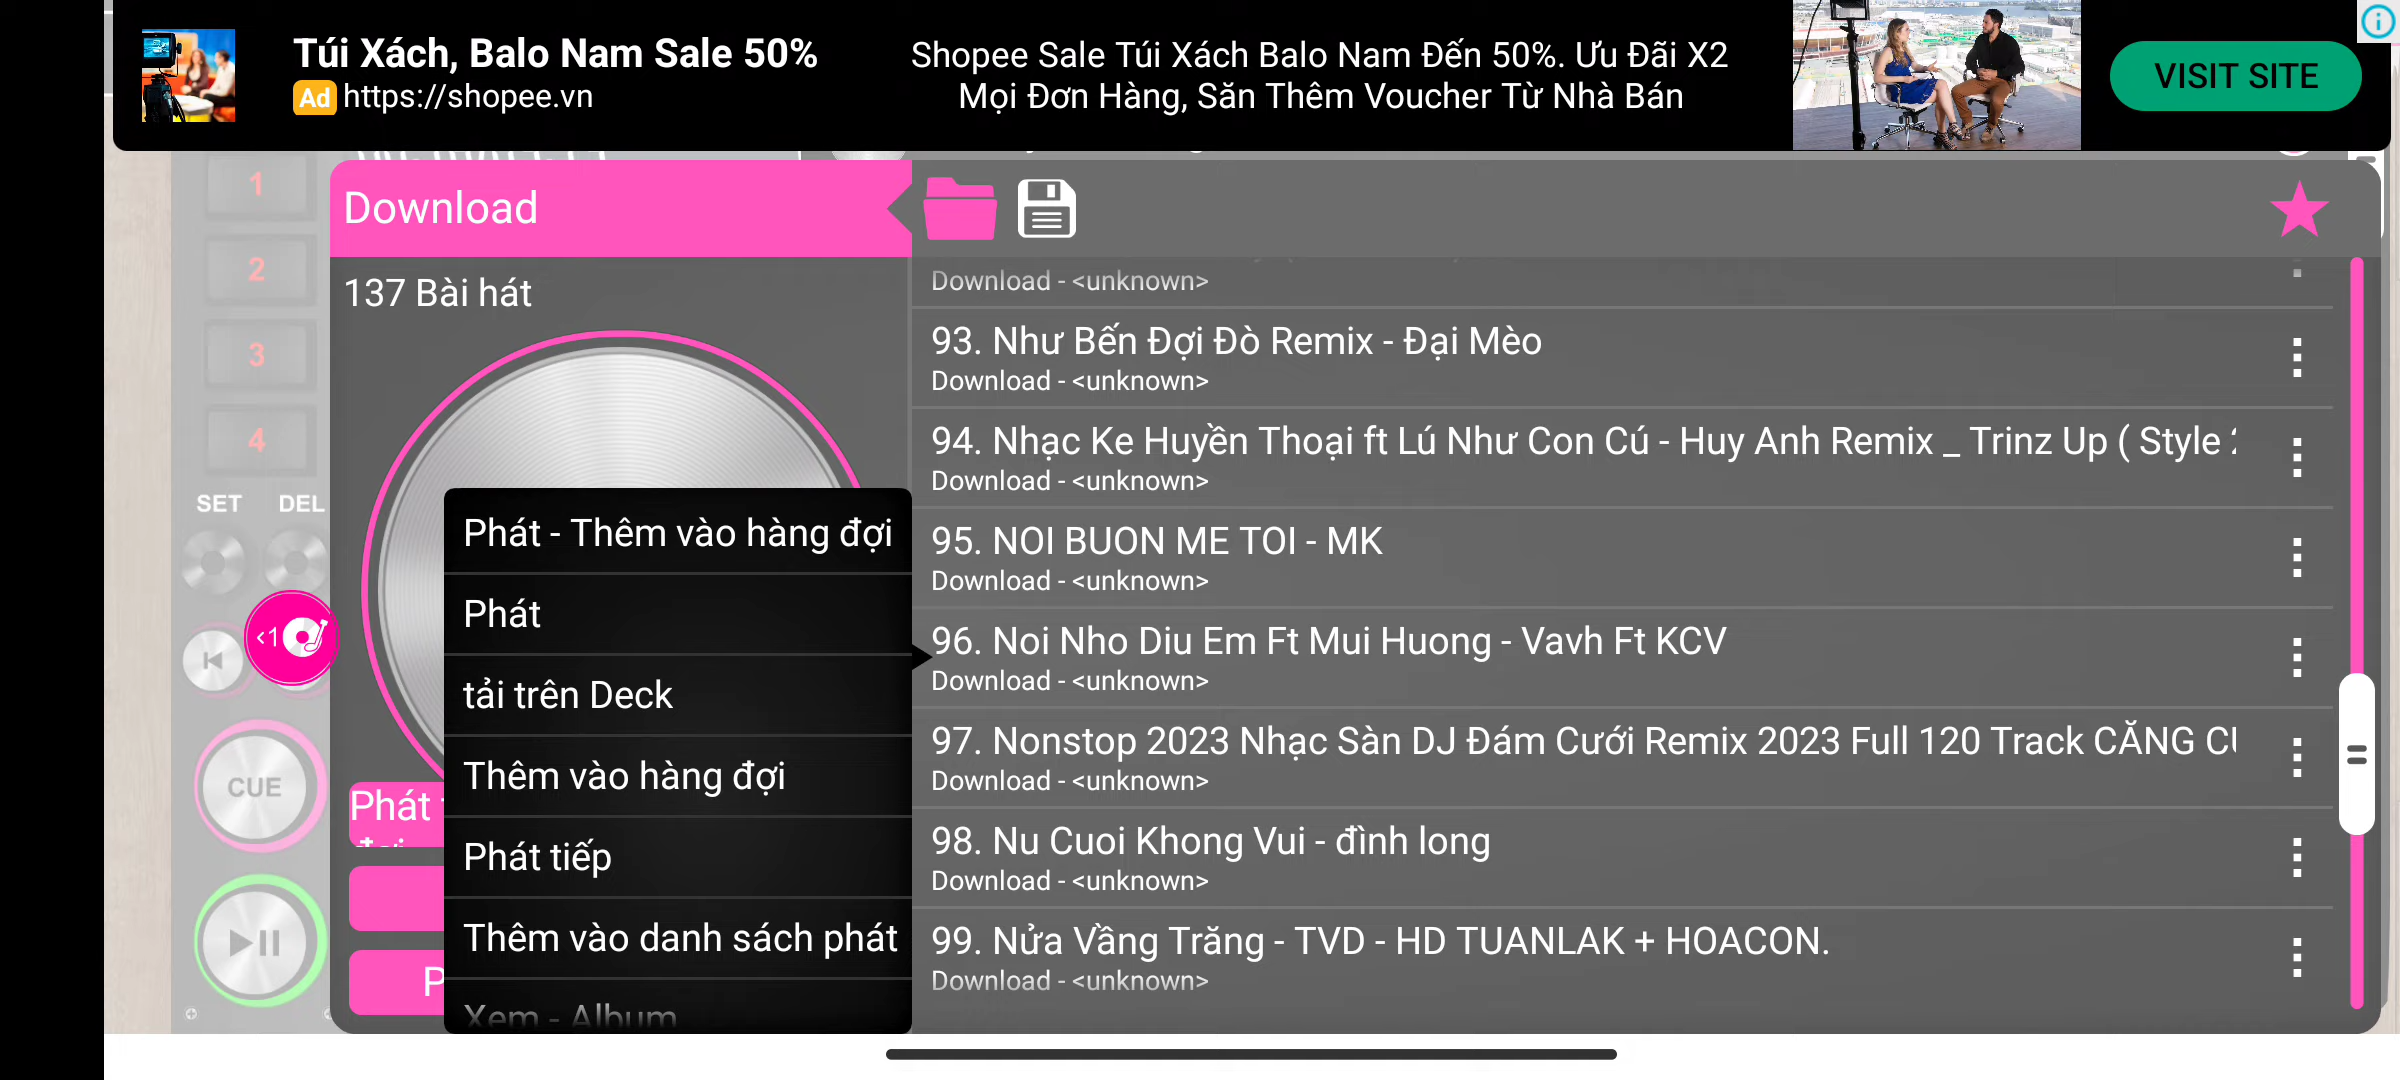 Túi Xách, Balo Nam Sale 50%
Ad https://shopee.vn
Shopee Sale Túi Xách Balo Nam Đến 50%. Ưu Đãi X2
Mọi Đơn Hàng, Săn Thêm Voucher Từ Nhà Bán
VISIT SITE
1
2
3
4
SET DEL
<1
CUE
Download
137 Bài hát
Phát
đợi
P
Phát - Thêm vào hàng đợi
Phát
tải trên Deck
Thêm vào hàng đợi
Phát tiếp
Thêm vào danh sách phát
Xem - Album
Download - <unknown>
93. Như Bến Đợi Đò Remix - Đại Mèo
Download - <unknown>
94. Nhạc Ke Huyền Thoại ft Lú Như Con Cú - Huy Anh Remix _ Trinz Up ( Style
Download - <unknown>
95. NOI BUON ME TOI - MK
Download - <unknown>
96. Noi Nho Diu Em Ft Mui Huong - Vavh Ft KCV
Download - <unknown>
97. Nonstop 2023 Nhạc Sàn DJ Đám Cưới Remix 2023 Full 120 Track CĂNG
Download - <unknown>
98. Nu Cuoi Khong Vui - đình long
Download - <unknown>
99. Nửa Vầng Trăng - TVD - HD TUANLAK + HOACON.
Download - <unknown>